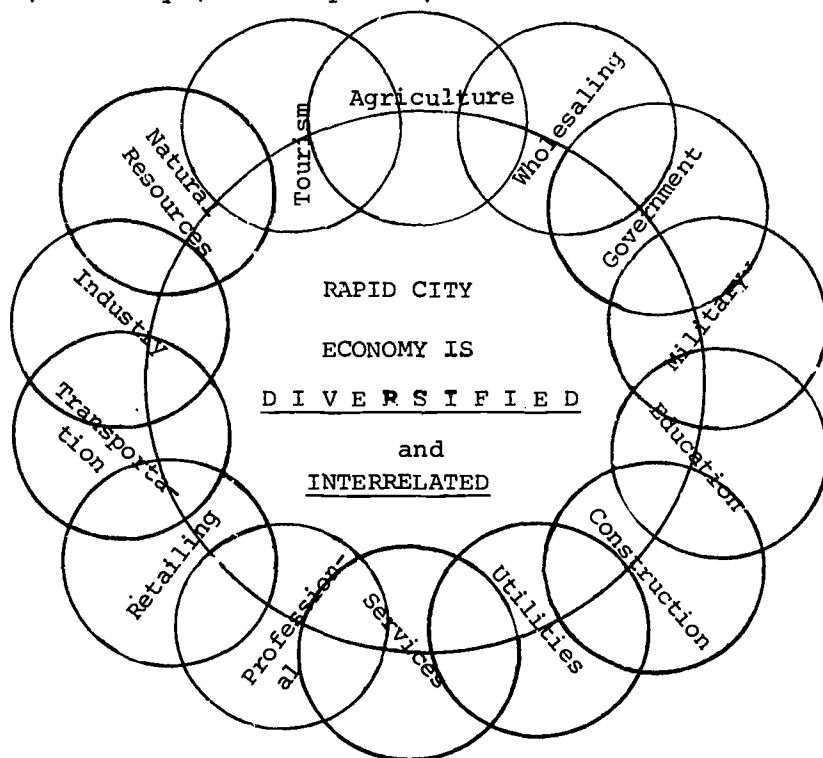 Agriculture
Wholesaling
Government
Military
Education
Construction
Utilities
Services
Profession-
al
Retailing
Transporta-
tion
Industry
Natural
Resources
Tourism
RAPID CITY
ECONOMY IS
DIVERSIFIED
and
INTERRELATED